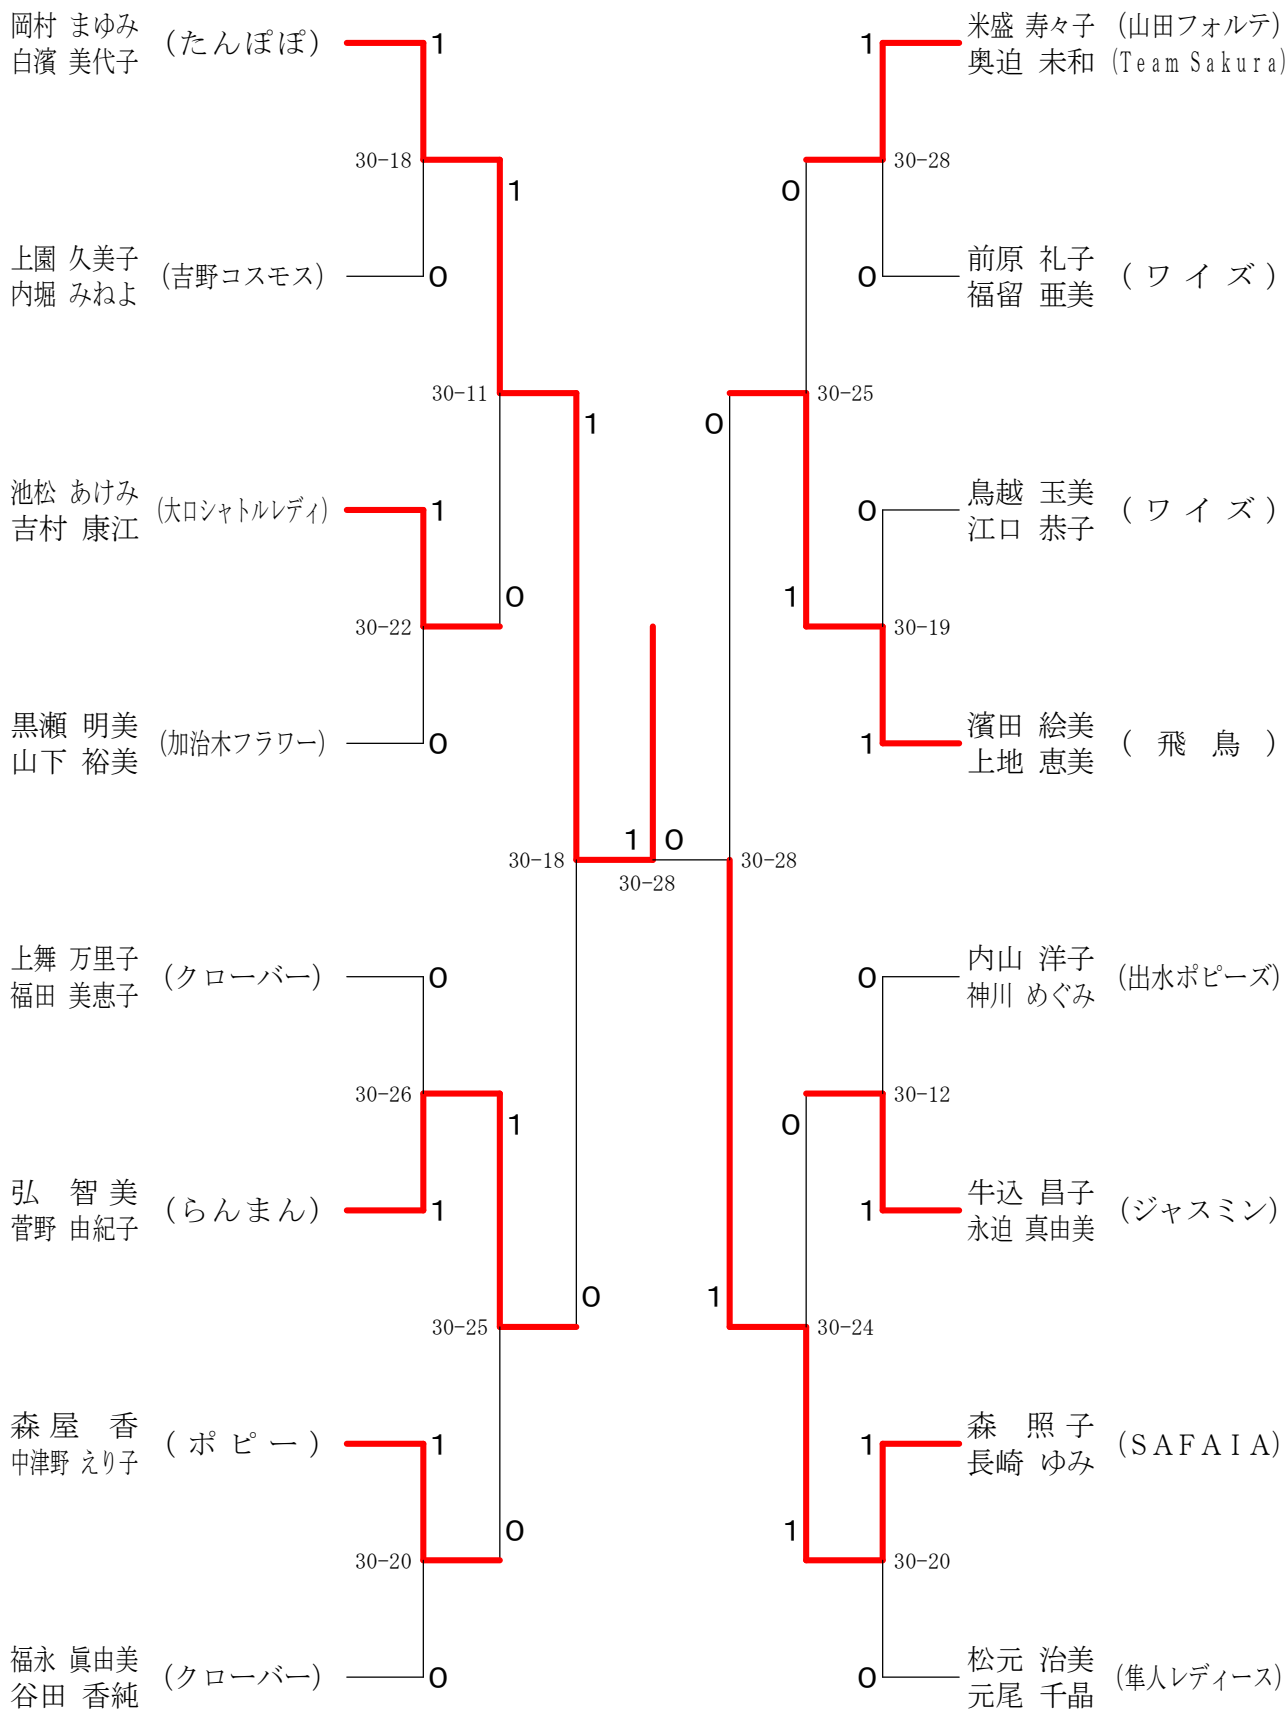 岡村 まゆみ
白濱 美代子
(たんぽぽ)
1
30-18
1
上園 久美子
内堀 みねよ
(吉野コスモス)
0
30-11
1
池松 あけみ
吉村 康江
(大口シャトルレディ)
1
30-22
0
黒瀬 明美
山下 裕美
(加治木フラワー)
0
30-18
1 0
30-28
上舞 万里子
福田 美恵子
(クローバー)
0
30-26
1
弘 智美
菅野 由紀子
(らんまん)
1
30-25
0
森屋 香
中津野 えり子
(ポピー)
1
30-20
0
福永 眞由美
谷田 香純
(クローバー)
0
米盛 寿々子 (山田フォルテ)
奥迫 未和 (Team Sakura)
1
30-28
0
前原 礼子
福留 亜美
(ワイズ)
0
30-25
0
鳥越 玉美
江口 恭子
(ワイズ)
0
30-19
1
濱田 絵美
上地 恵美
(飛鳥)
1
30-28
内山 洋子
神川 めぐみ
(出水ポピーズ)
0
30-12
0
牛込 昌子
永迫 真由美
(ジャスミン)
1
30-24
1
森 照子
長崎 ゆみ
(SAFAIA)
1
30-20
1
松元 治美
元尾 千晶
(隼人レディース)
0